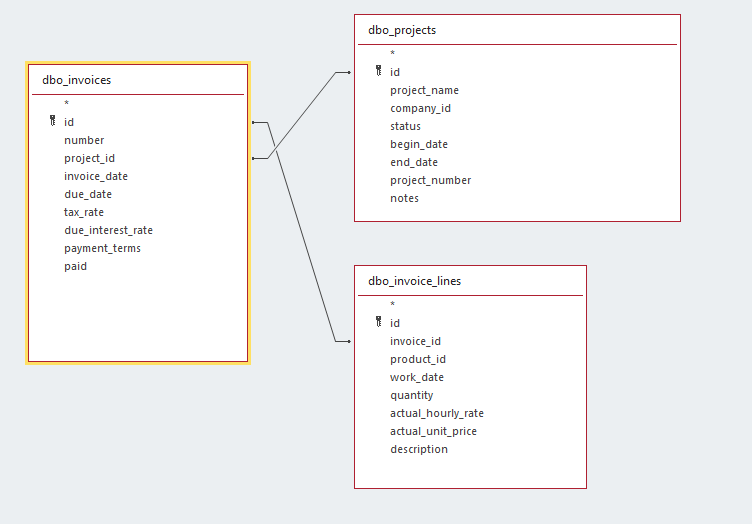 dbo_invoices
*
id
number
project_id
invoice_date
due_date
tax_rate
due_interest_rate
payment_terms
paid
dbo_projects
*
id
project_name
company_id
status
begin_date
end_date
project_number
notes
dbo_invoice_lines
*
id
invoice_id
product_id
work_date
quantity
actual_hourly_rate
actual_unit_price
description